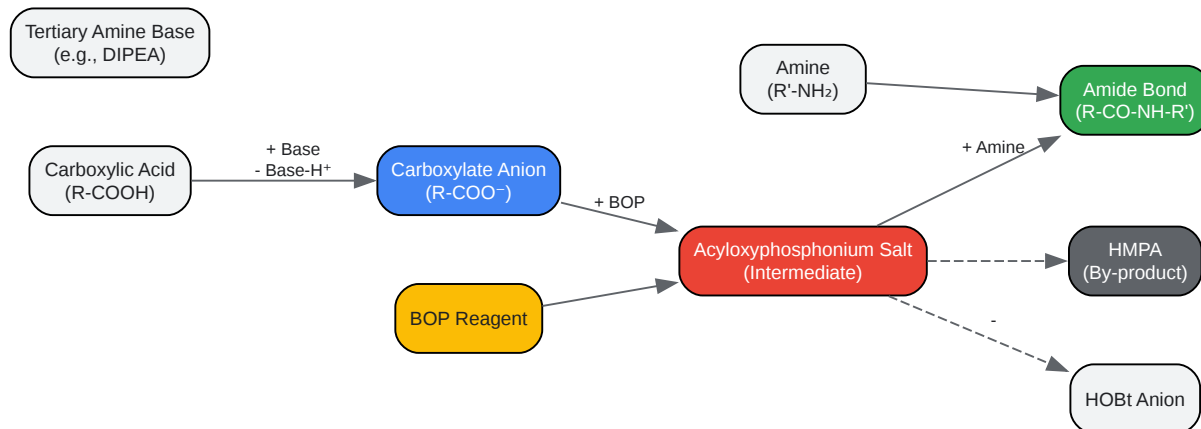 Tertiary Amine Base
(e.g., DIPEA)
Amine
(R'-NH₂)
Amide Bond
(R-CO-NH-R')
+ Amine
Carboxylic Acid
(R-COOH)
+ Base
- Base-H⁺
Carboxylate Anion
(R-COO⁻)
+ BOP
Acyloxyphosphonium Salt
(Intermediate)
HMPA
(By-product)
BOP Reagent
-
HOBt Anion